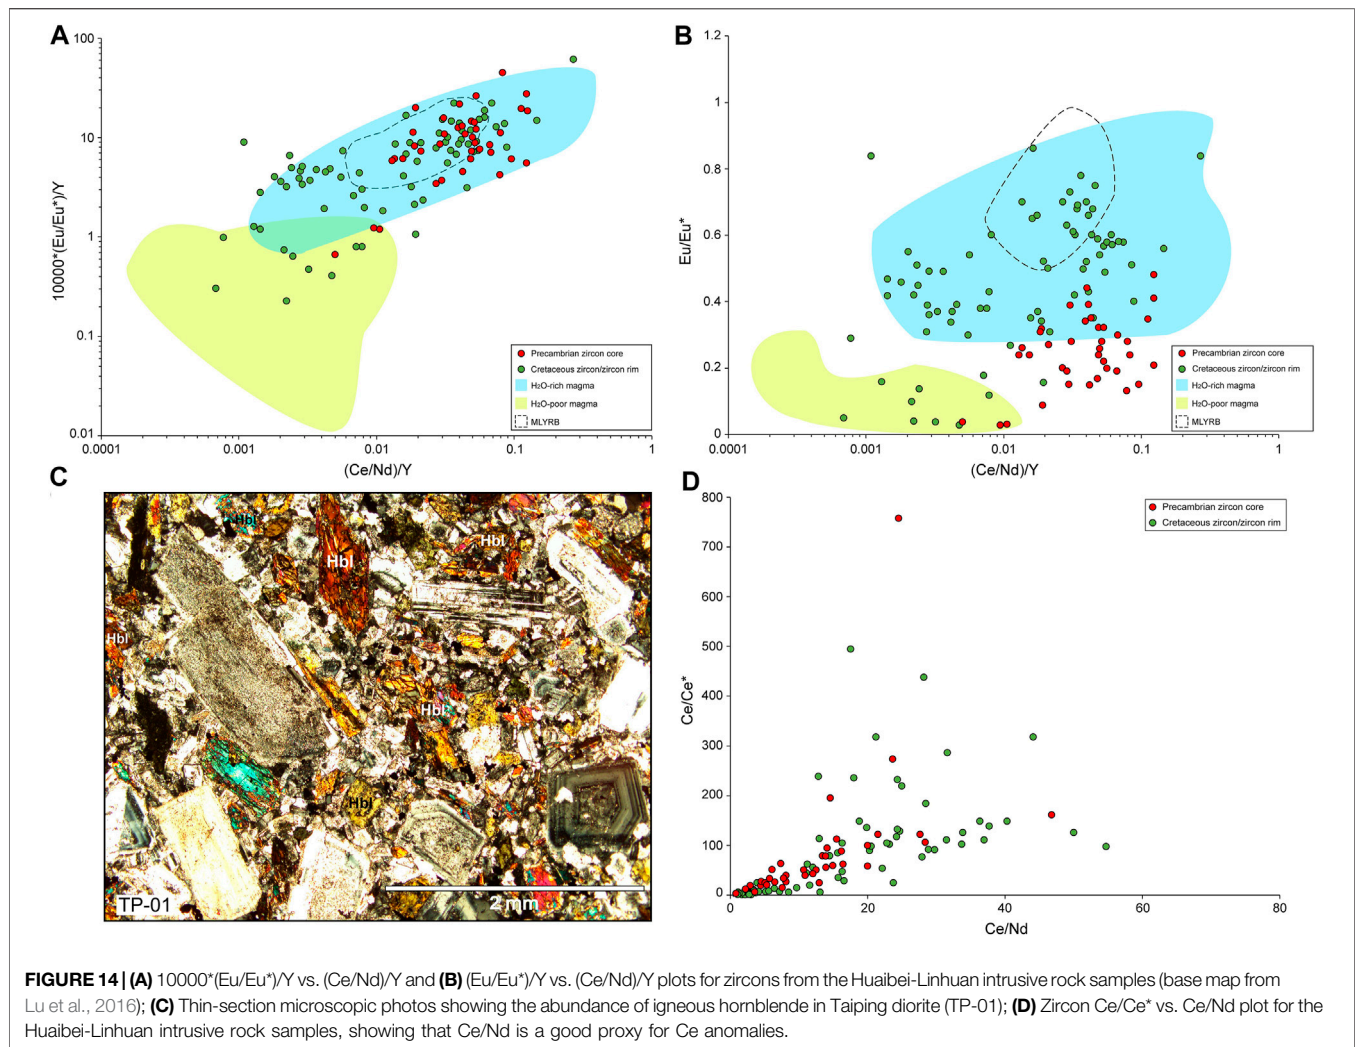 A
100
10
1
0.1
0.01
10000*(Eu/Eu*)/Y
0.0001
0.001
0.01
0.1
1
(Ce/Nd)/Y
Precambrian zircon core
Cretaceous zircon/zircon rim
H2O-rich magma
H2O-poor magma
MLYRB
B
1.2
1
0.8
0.6
0.4
0.2
0
Eu/Eu*
0.0001
0.001
0.01
0.1
1
(Ce/Nd)/Y
Precambrian zircon core
Cretaceous zircon/zircon rim
H2O-rich magma
H2O-poor magma
MLYRB
C
Hbl
Hbl
Hbl
Hbl
Hbl
Hbl
TP-01
2 mm
D
800
700
600
500
400
300
200
100
0
Ce/Ce*
0
20
40
60
80
Ce/Nd
Precambrian zircon core
Cretaceous zircon/zircon rim
FIGURE 14 | (A) 10000*(Eu/Eu*)/Y vs. (Ce/Nd)/Y and (B) (Eu/Eu*)/Y vs. (Ce/Nd)/Y plots for zircons from the Huaibei-Linhuan intrusive rock samples (base map from
Lu et al., 2016); (C) Thin-section microscopic photos showing the abundance of igneous hornblende in Taiping diorite (TP-01); (D) Zircon Ce/Ce* vs. Ce/Nd plot for the
Huaibei-Linhuan intrusive rock samples, showing that Ce/Nd is a good proxy for Ce anomalies.